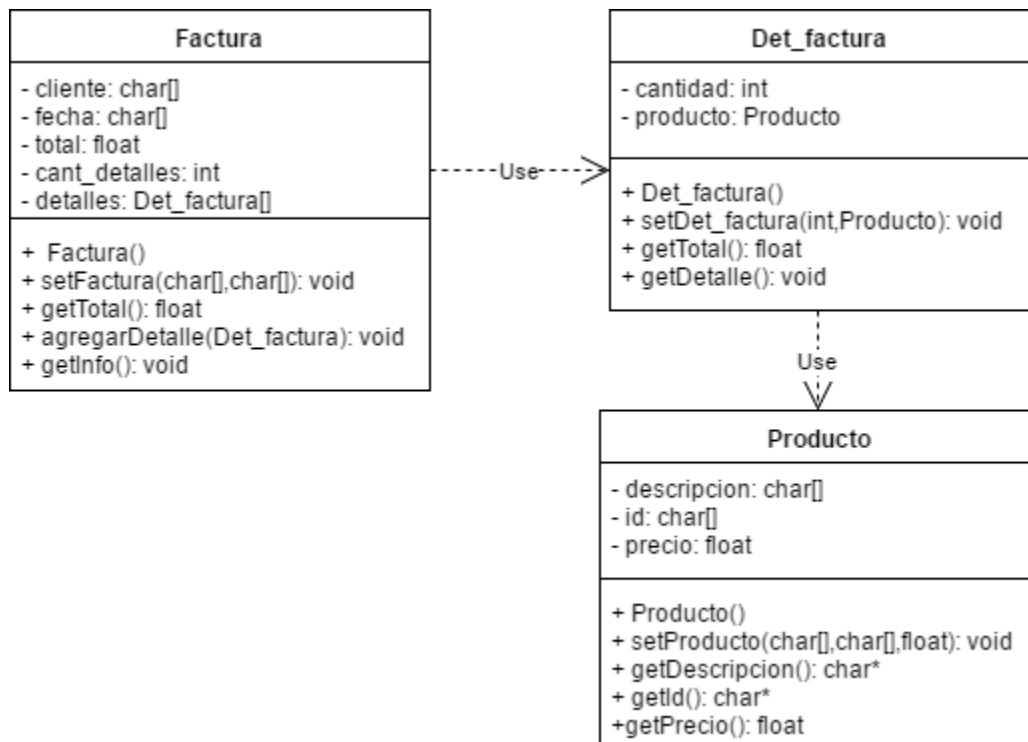 Factura
- cliente: char[]
- fecha: char[]
- total: float
- cant_detalles: int
- detalles: Det_factura[]
+ Factura()
+ setFactura(char[],char[]): void
+ getTotal(): float
+ agregarDetalle(Det_factura): void
+ getInfo(): void
Use
Det_factura
- cantidad: int
- producto: Producto
+ Det_factura()
+ setDet_factura(int,Producto): void
+ getTotal(): float
+ getDetalle(): void
Use
Producto
- descripcion: char[]
- id: char[]
- precio: float
+ Producto()
+ setProducto(char[],char[],float): void
+ getDescripcion(): char*
+ getId(): char*
+getPrecio(): float